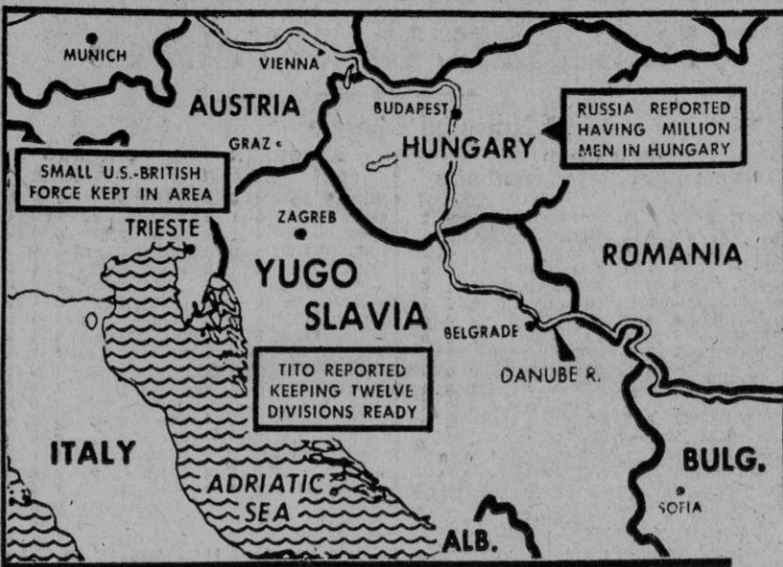 MUNICH
VIENNA
AUSTRIA
BUDAPEST
RUSSIA REPORTED
HAVING MILLION
MEN IN HUNGARY
GRAZ
HUNGARY
SMALL U.S.-BRITISH
FORCE KEPT IN AREA
TRIESTE
ZAGREB
ROMANIA
YUGO
SLAVIA
BELGRADE
TITO REPORTED
KEEPING TWELVE
DIVISIONS READY
DANUBE R.
ITALY
BULG.
ADRIATIC
SEA
SOFIA
ALB.